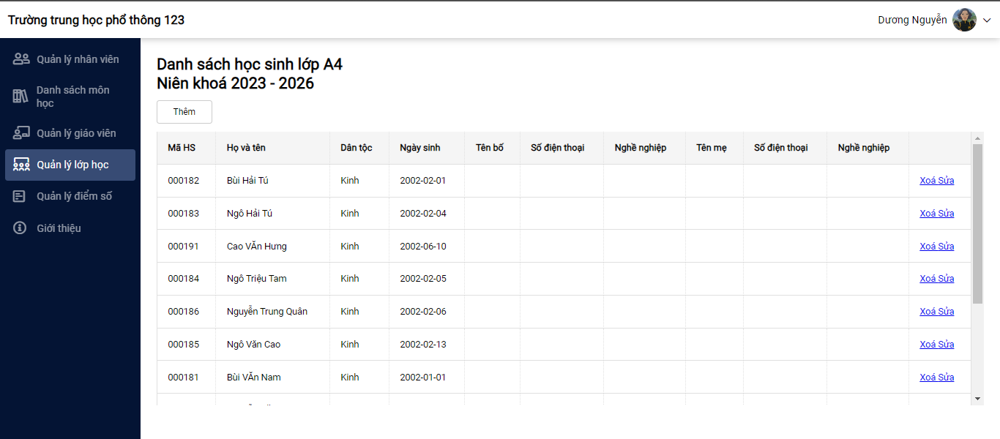 Trường trung học phổ thông 123
Dương Nguyễn
Quản lý nhân viên
Danh sách môn
học
Quản lý giáo viên
Quản lý lớp học
Quản lý điểm số
Giới thiệu
Danh sách học sinh lớp A4
Niên khoá 2023 - 2026
Thêm
Mã HS Họ và tên Dân tộc Ngày sinh Tên bố Số điện thoại Nghề nghiệp Tên mẹ Số điện thoại Nghề nghiệp
000182 Bùi Hải Tú Kinh 2002-02-01 Xoá Sửa
000183 Ngô Hải Tú Kinh 2002-02-04 Xoá Sửa
000191 Cao VĂn Hưng Kinh 2002-06-10 Xoá Sửa
000184 Ngô Triệu Tam Kinh 2002-02-05 Xoá Sửa
000186 Nguyễn Trung Quân Kinh 2002-02-06 Xoá Sửa
000185 Ngô Văn Cao Kinh 2002-02-13 Xoá Sửa
000181 Bùi VĂn Nam Kinh 2002-01-01 Xoá Sửa